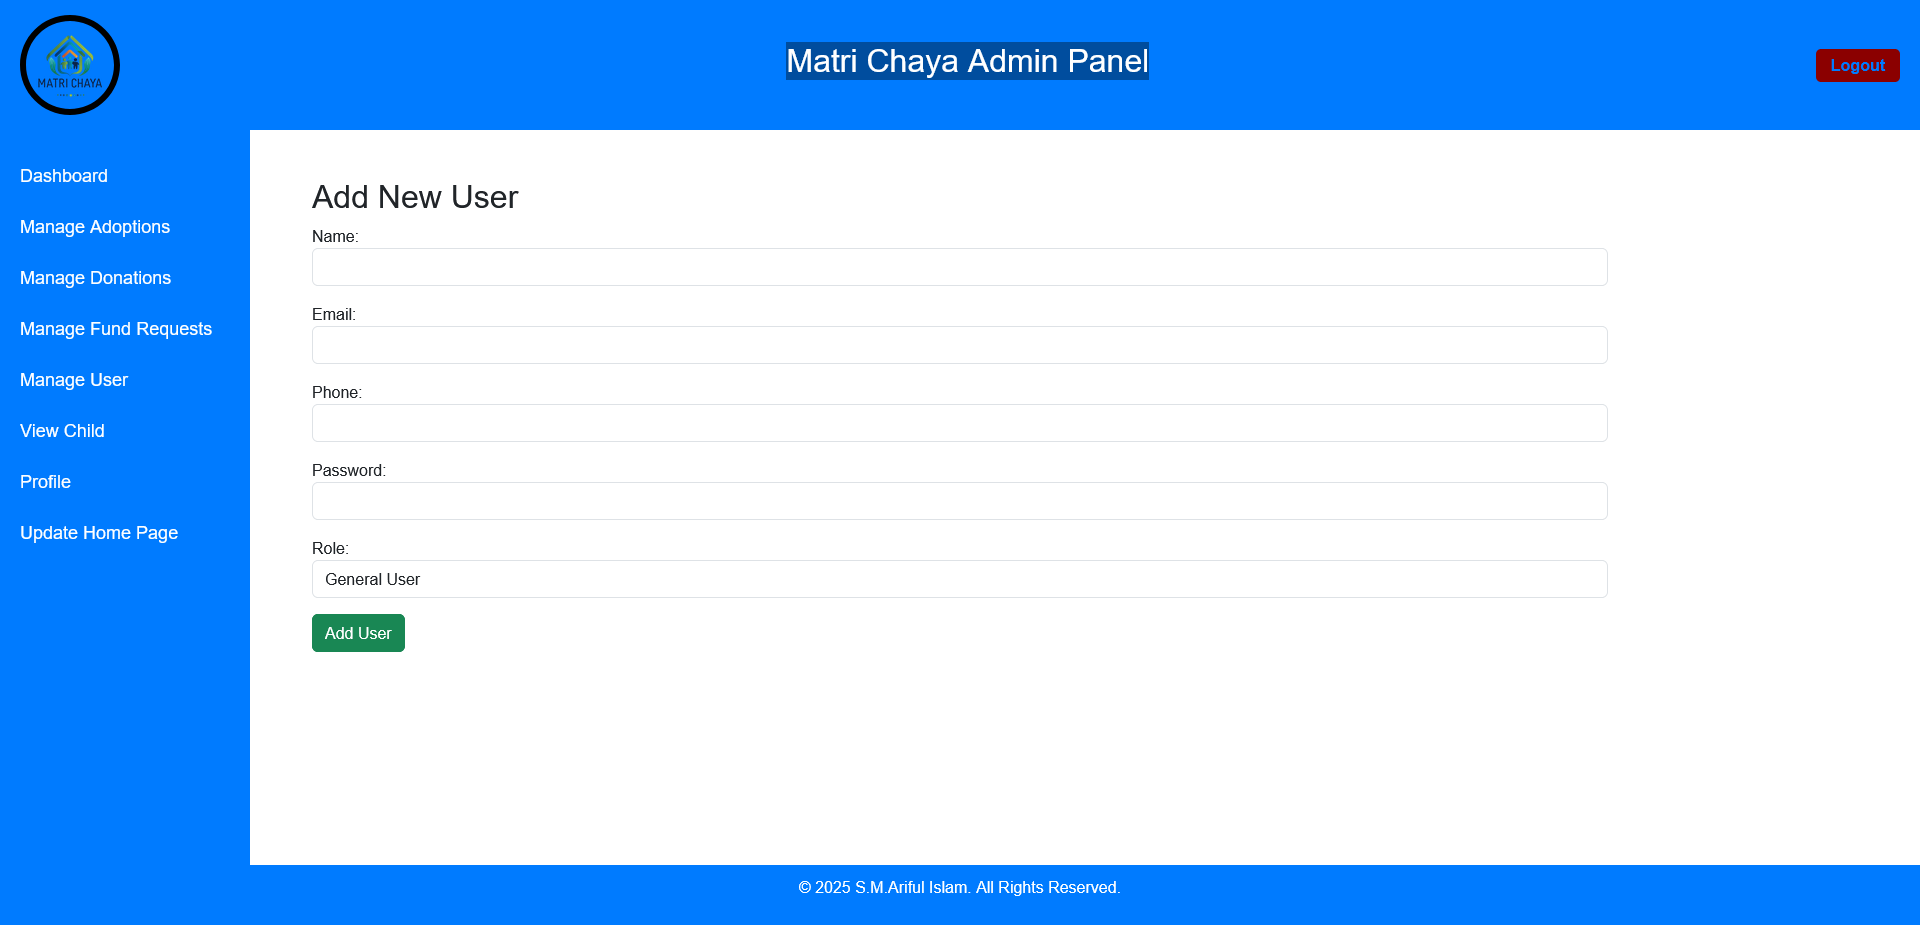 MATRI CHAYA
Matri Chaya Admin Panel
Logout
Dashboard
Manage Adoptions
Manage Donations
Manage Fund Requests
Manage User
View Child
Profile
Update Home Page
Add New User
Name:
Email:
Phone:
Password:
Role:
General User
Add User
© 2025 S.M.Ariful Islam. All Rights Reserved.